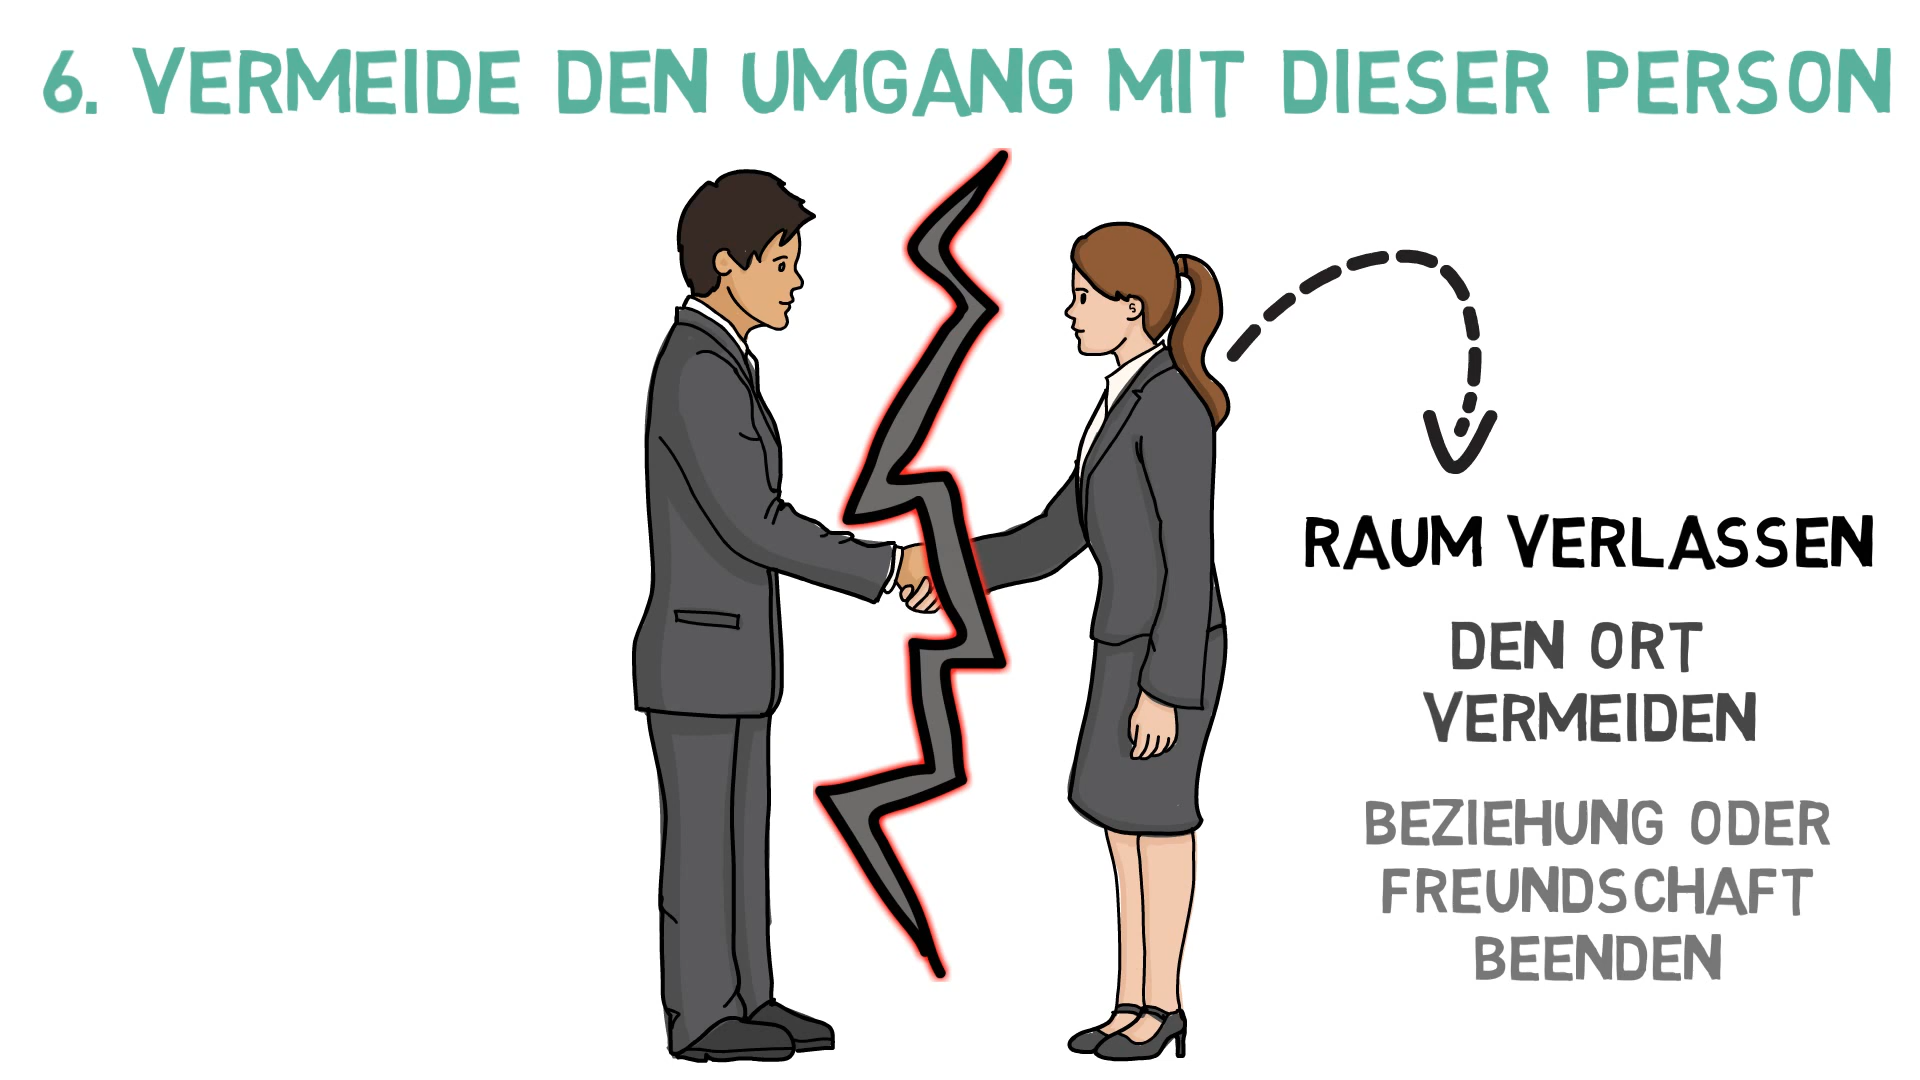 6. VERMEIDE DEN UMGANG MIT DIESER PERSON
RAUM VERLASSEN
DEN ORT
VERMEIDEN
BEZIEHUNG ODER
FREUNDSCHAFT
BEENDEN